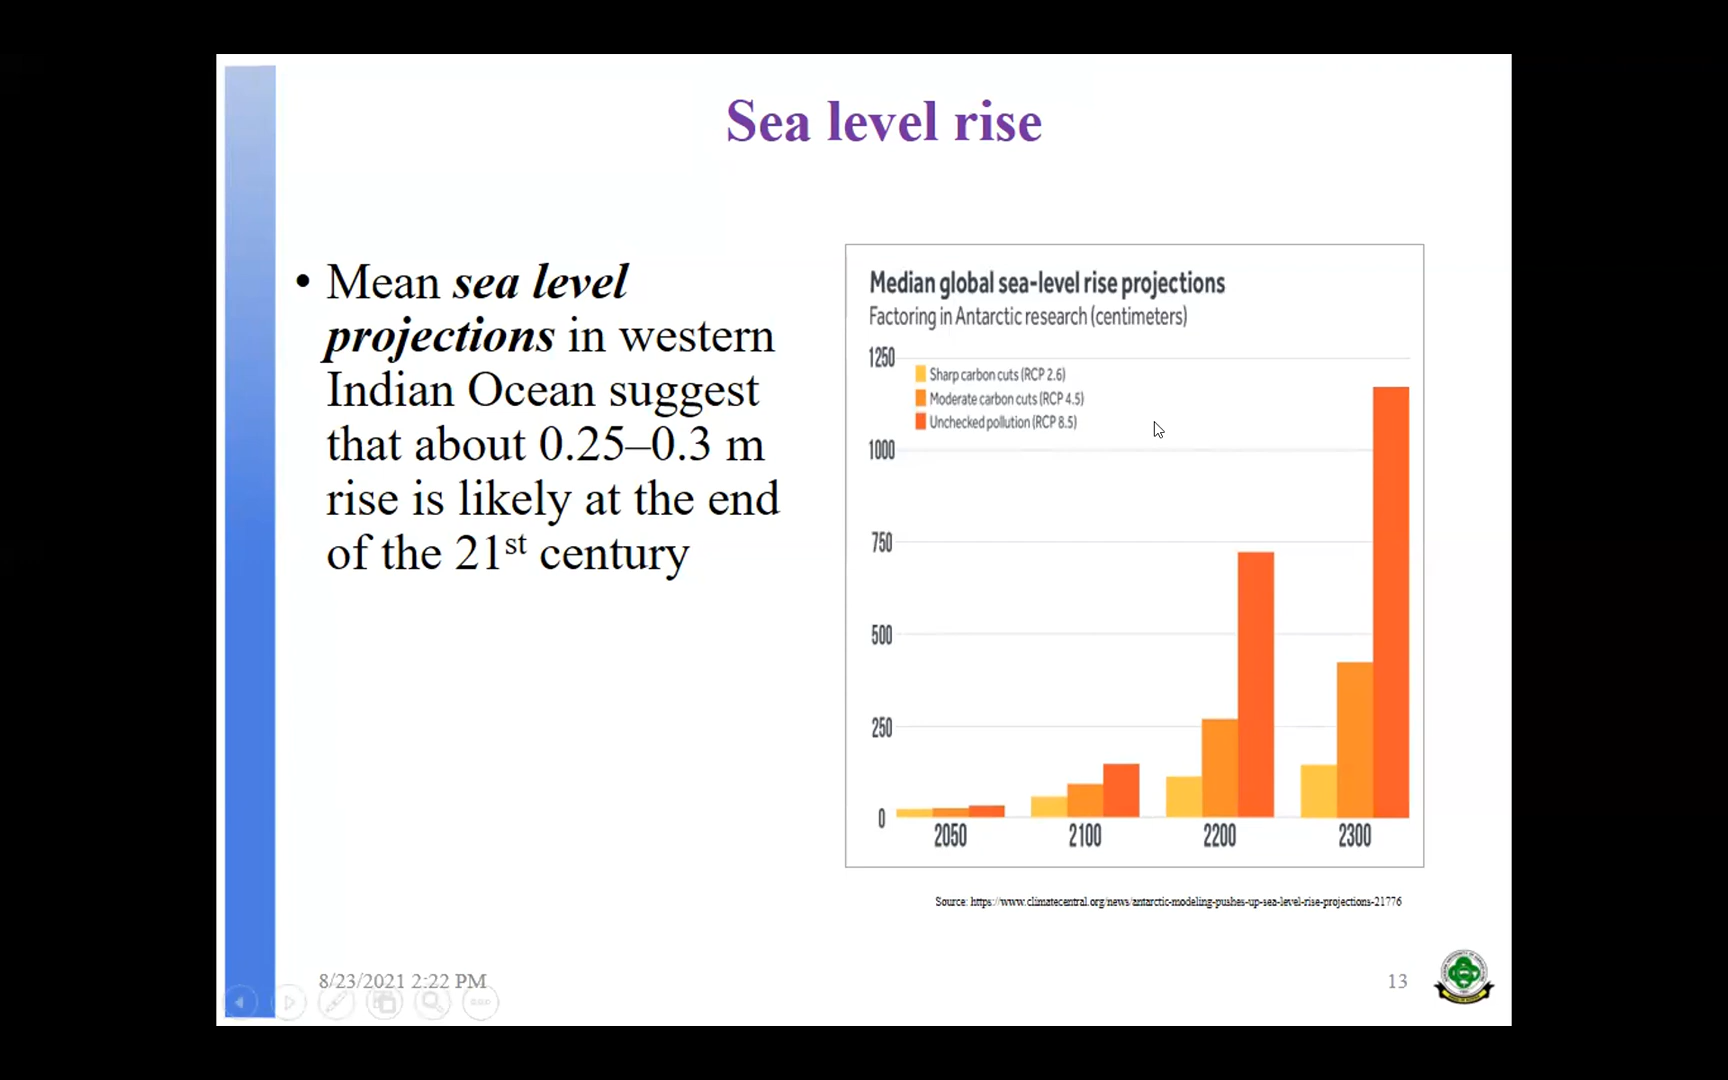 Sea level rise
• Mean sea level
projections in western
Indian Ocean suggest
that about 0.25–0.3 m
rise is likely at the end
of the 21st century
Median global sea-level rise projections
Factoring in Antarctic research (centimeters)
1250
Sharp carbon cuts (RCP 2.6)
Moderate carbon cuts (RCP 4.5)
Unchecked pollution (RCP 8.5)
1000
750
500
250
0
2050 2100 2200 2300
Source: https://www.climatecentral.org/news/antarctic-modeling-pushes-up-sea-level-rise-projections-21776
8/23/2021 2:22 PM
13